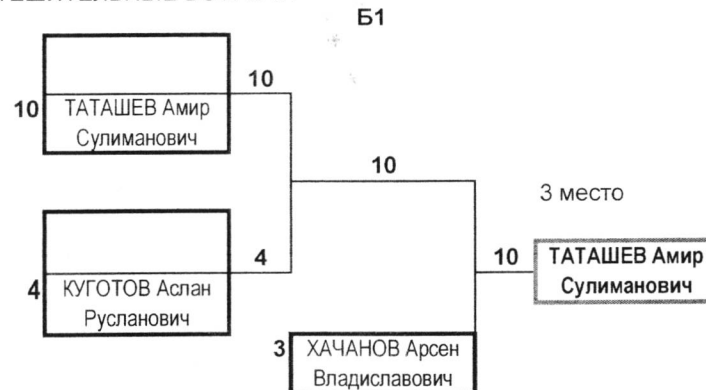 Б1
10
10
ТАТАШЕВ Амир
Сулиманович
10
3 место
4
4
КУГОТОВ Аслан
Русланович
10
ТАТАШЕВ Амир
Сулиманович
3
ХАЧАНОВ Арсен
Владиславович